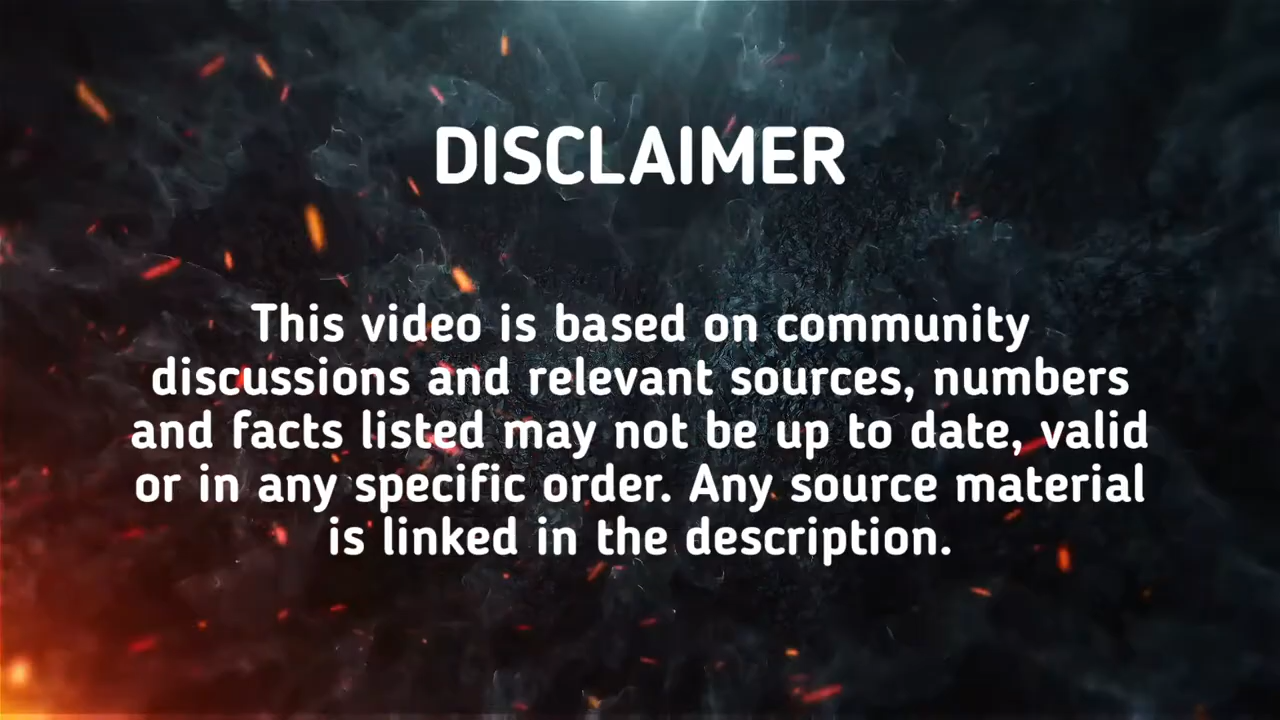 DISCLAIMER
This video is based on community
discussions and relevant sources, numbers
and facts listed may not be up to date, valid
or in any specific order. Any source material
is linked in the description.